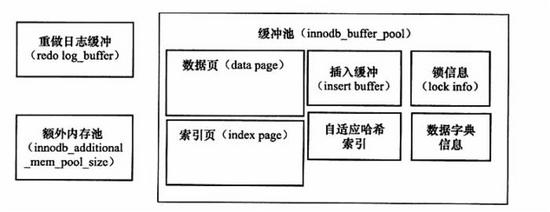 重做日志缓冲
（redo log_buffer）
额外内存池
（innodb_additional
_mem_pool_size）
缓冲池（innodb_buffer_pool）
数据页（data page）
插入缓冲
（insert buffer）
锁信息
（lock info）
索引页（index page）
自适应哈希
索引
数据字典
信息